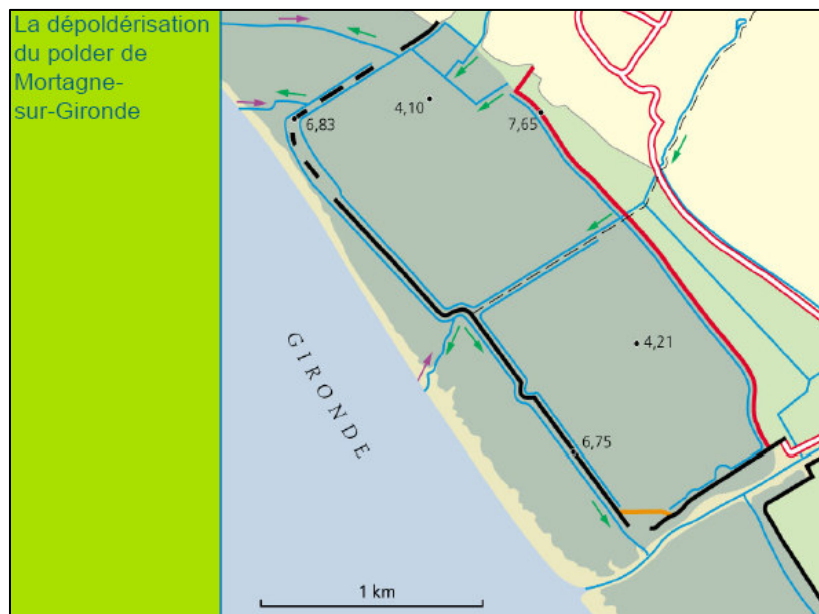 La dépoldérisation
du polder de
Mortagne-
sur-Gironde
6,83
4,10
7,65
4,21
GIRONDE
6,75
1 km